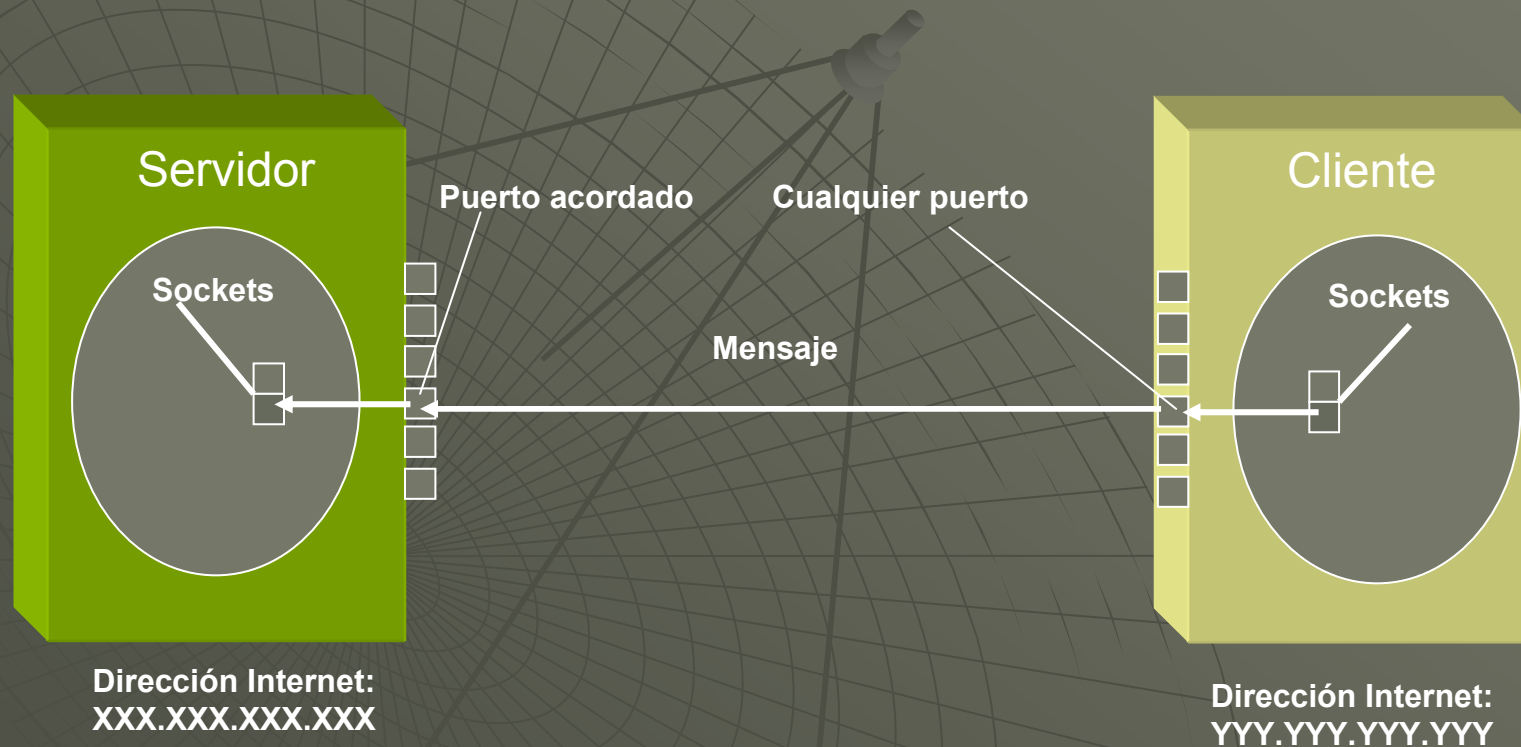 Servidor
Cliente
Puerto acordado
Cualquier puerto
Sockets
Sockets
Mensaje
Dirección Internet:
XXX.XXX.XXX.XXX
Dirección Internet:
YYY.YYY.YYY.YYY